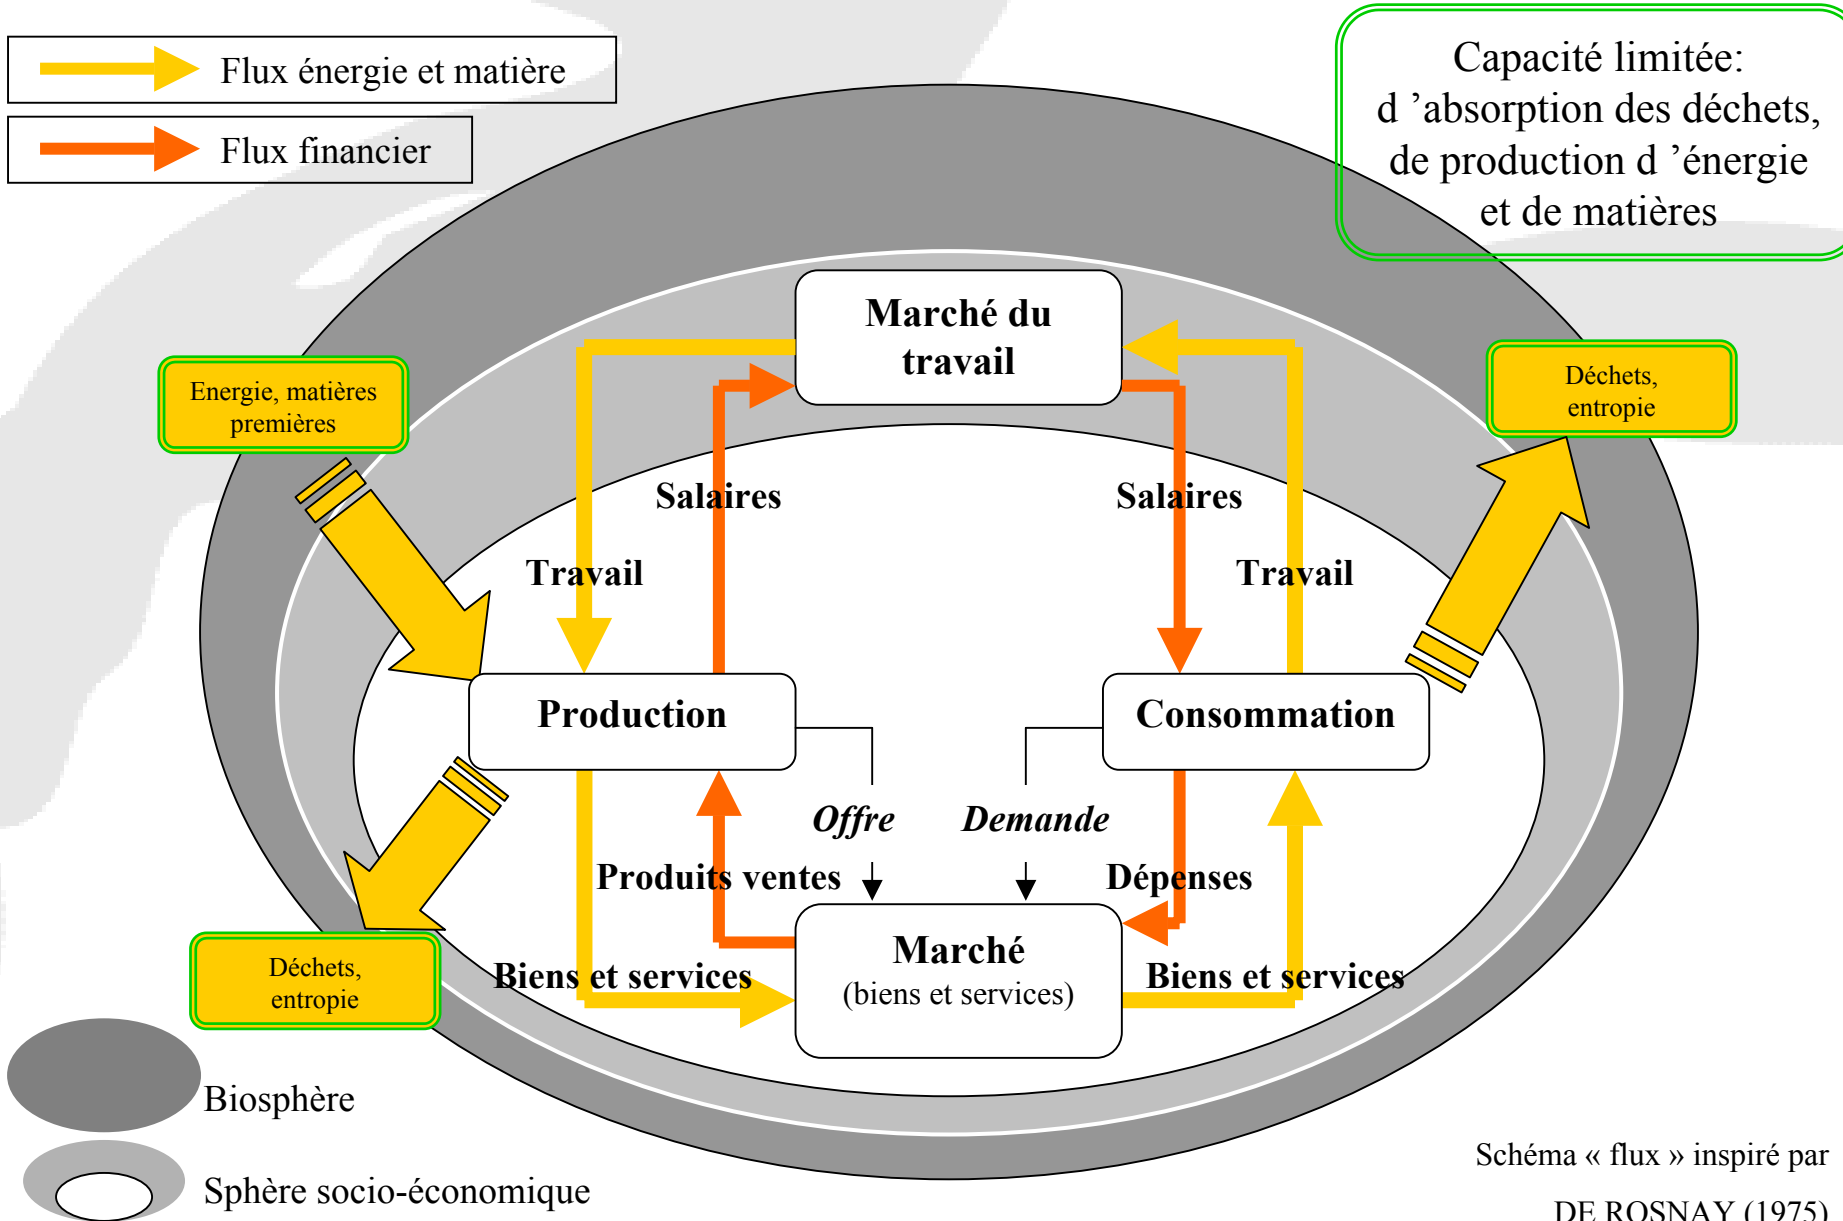 Flux énergie et matière
Flux financier
Capacité limitée:
d ’absorption des déchets,
de production d ’énergie
et de matières
Marché du
travail
Energie, matières
premières
Déchets,
entropie
Salaires
Salaires
Travail
Travail
Production
Consommation
Offre
Demande
Produits ventes
Dépenses
Marché
(biens et services)
Biens et services
Biens et services
Déchets,
entropie
Biosphère
Sphère socio-économique
Schéma « flux » inspiré par
DE ROSNAY (1975)